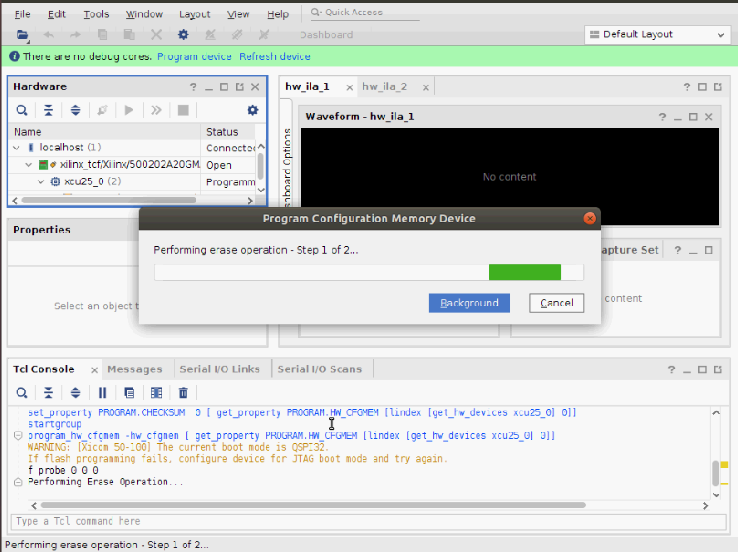 File Edit Tools Window Layout View Help Quick Access
Dashboard Default Layout
There are no debug cores. Program device Refresh device
Hardware
hw_ila_1 hw_ila_2
Name Status
localhost (1) Connected
xilinx_tcf/Xilinx/500202A20GM Open
xcu25_0 (2) Programm
Dashboard Options
Waveform - hw_ila_1
No content
Properties
Select an object t
apture Set
content
Program Configuration Memory Device
Performing erase operation - Step 1 of 2...
Background Cancel
Tcl Console Messages Serial I/O Links Serial I/O Scans
set_property PROGRAM.CHECKSUM 0 [ get_property PROGRAM.HW_CFGMEM [lindex [get_hw_devices xcu25_0] 0]]
startgroup
program_hw_cfgmem -hw_cfgmem [ get_property PROGRAM.HW_CFGMEM [lindex [get_hw_devices xcu25_0] 0]]
WARNING: [Xicom 50-100] The current boot mode is QSPI32.
If flash programming fails, configure device for JTAG boot mode and try again.
f probe 0 0 0
Performing Erase Operation...
Type a Tcl command here
Performing erase operation - Step 1 of 2...